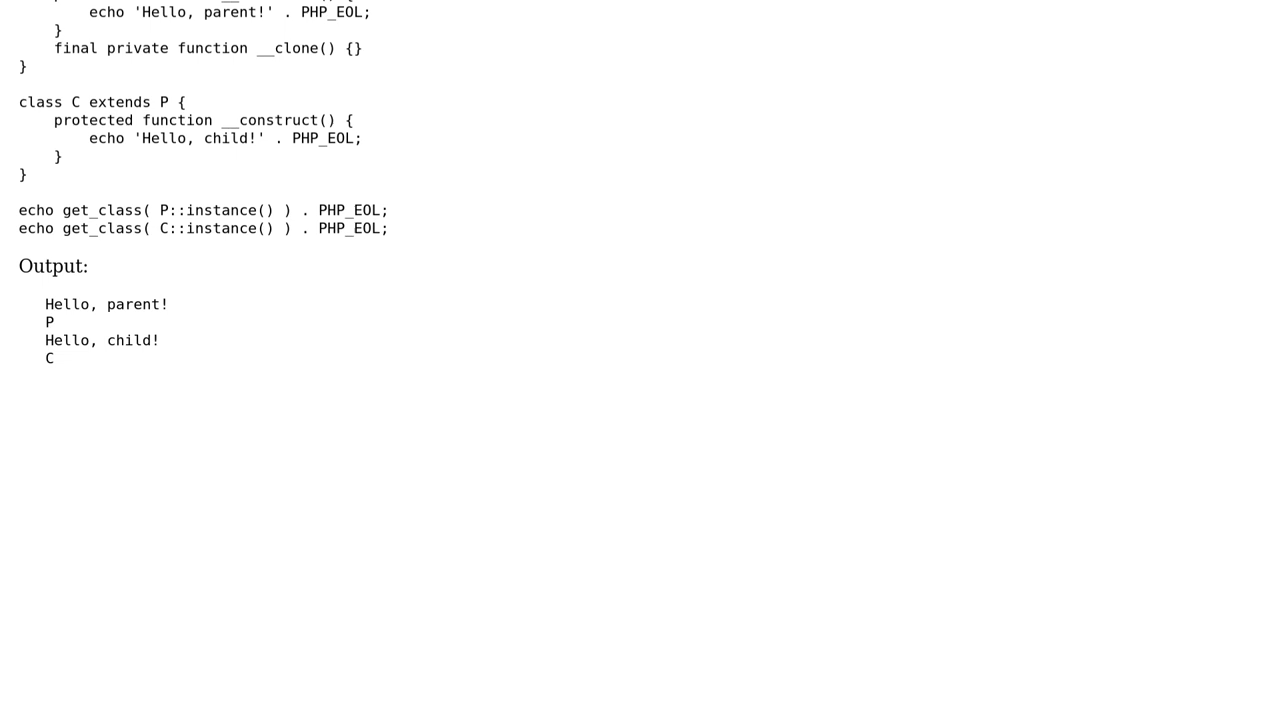 echo 'Hello, parent!' . PHP_EOL;
}
final private function __clone() {}
}
class C extends P {
protected function __construct() {
echo 'Hello, child!' . PHP_EOL;
}
}
echo get_class( P::instance() ) . PHP_EOL;
echo get_class( C::instance() ) . PHP_EOL;
Output:
Hello, parent!
P
Hello, child!
C